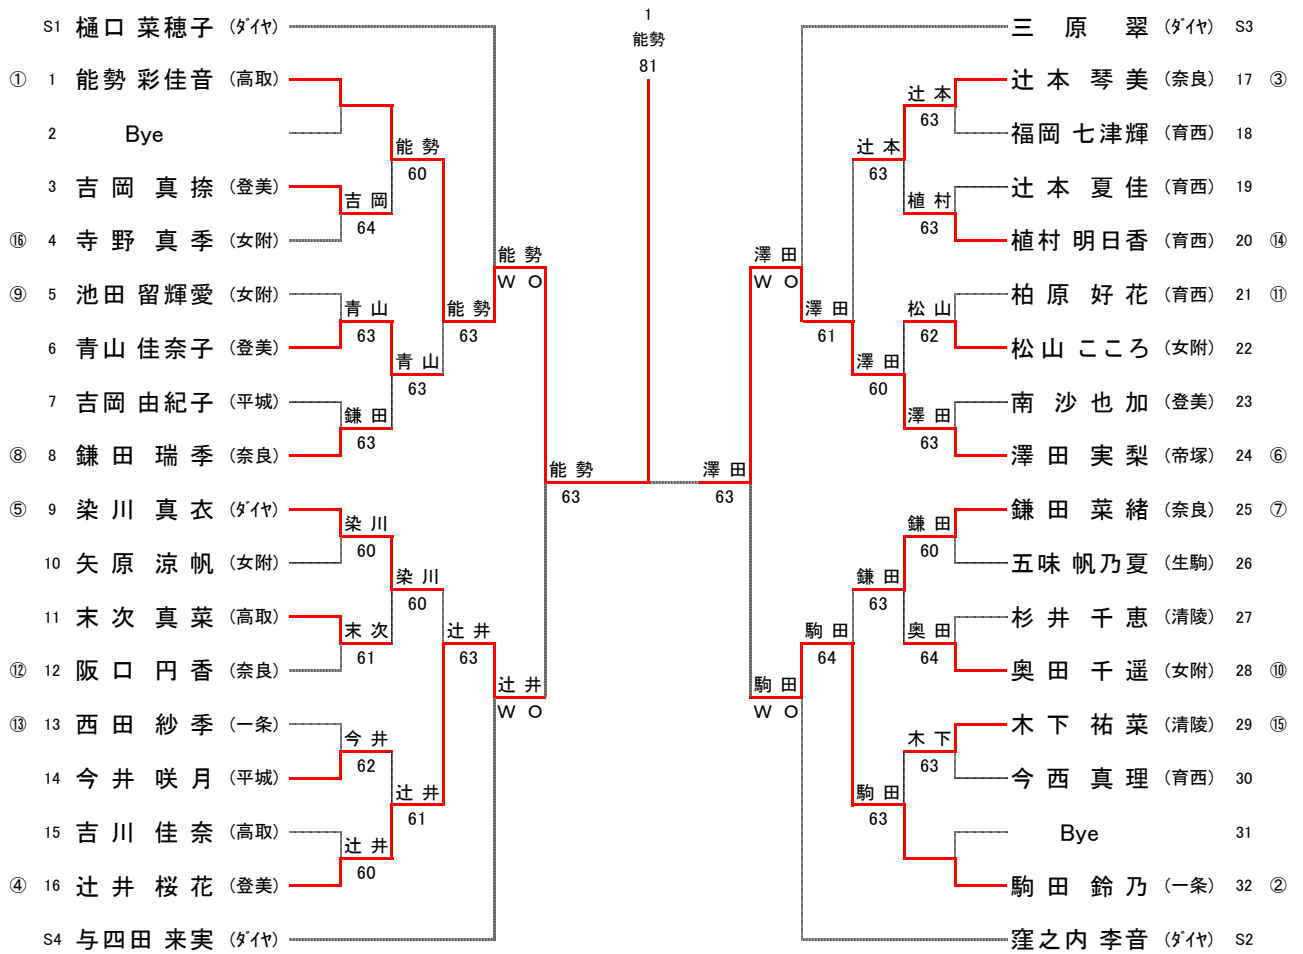 1
能勢
81
S1 樋口 菜穂子 (ダイヤ)
① 1 能勢 彩佳音 (高取)
2 Bye
3 吉岡 真捺 (登美)
⑯ 4 寺野 真季 (女附)
⑨ 5 池田 留輝愛 (女附)
6 青山 佳奈子 (登美)
7 吉岡 由紀子 (平城)
⑧ 8 鎌田 瑞季 (奈良)
⑤ 9 染川 真衣 (ダイヤ)
10 矢原 涼帆 (女附)
11 末次 真菜 (高取)
⑫ 12 阪口 円香 (奈良)
⑬ 13 西田 紗季 (一条)
14 今井 咲月 (平城)
15 吉川 佳奈 (高取)
④ 16 辻井 桜花 (登美)
S4 与四田 来実 (ダイヤ)
吉岡
64
青山
63
鎌田
63
染川
60
末次
61
今井
62
辻井
60
能勢
60
青山
63
染川
60
辻井
61
能勢
63
辻井
63
能勢
W O
辻井
W O
能勢
63
澤田
63
澤田
W O
駒田
W O
澤田
61
駒田
64
辻本
63
澤田
60
鎌田
63
駒田
63
辻本
63
植村
63
松山
62
澤田
63
鎌田
60
奥田
64
木下
63
三原 翠 (ダイヤ) S3
辻本 琴美 (奈良) 17 ③
福岡 七津輝 (育西) 18
辻本 夏佳 (育西) 19
植村 明日香 (育西) 20 ⑭
柏原 好花 (育西) 21 ⑪
松山 こころ (女附) 22
南 沙也加 (登美) 23
澤田 実梨 (帝塚) 24 ⑥
鎌田 菜緒 (奈良) 25 ⑦
五味 帆乃夏 (生駒) 26
杉井 千恵 (清陵) 27
奥田 千遥 (女附) 28 ⑩
木下 祐菜 (清陵) 29 ⑮
今西 真理 (育西) 30
Bye 31
駒田 鈴乃 (一条) 32 ②
窪之内 李音 (ダイヤ) S2